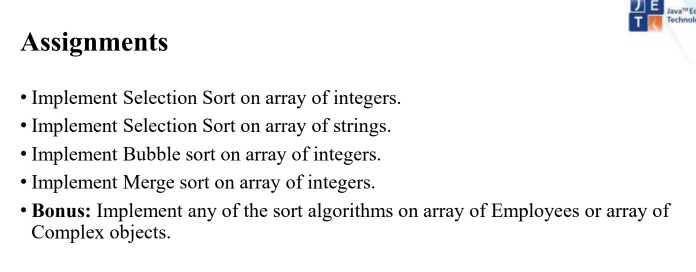 J E T
Java™ Ed
Assignments
• Implement Selection Sort on array of integers.
• Implement Selection Sort on array of strings.
• Implement Bubble sort on array of integers.
• Implement Merge sort on array of integers.
• Bonus: Implement any of the sort algorithms on array of Employees or array of
Complex objects.